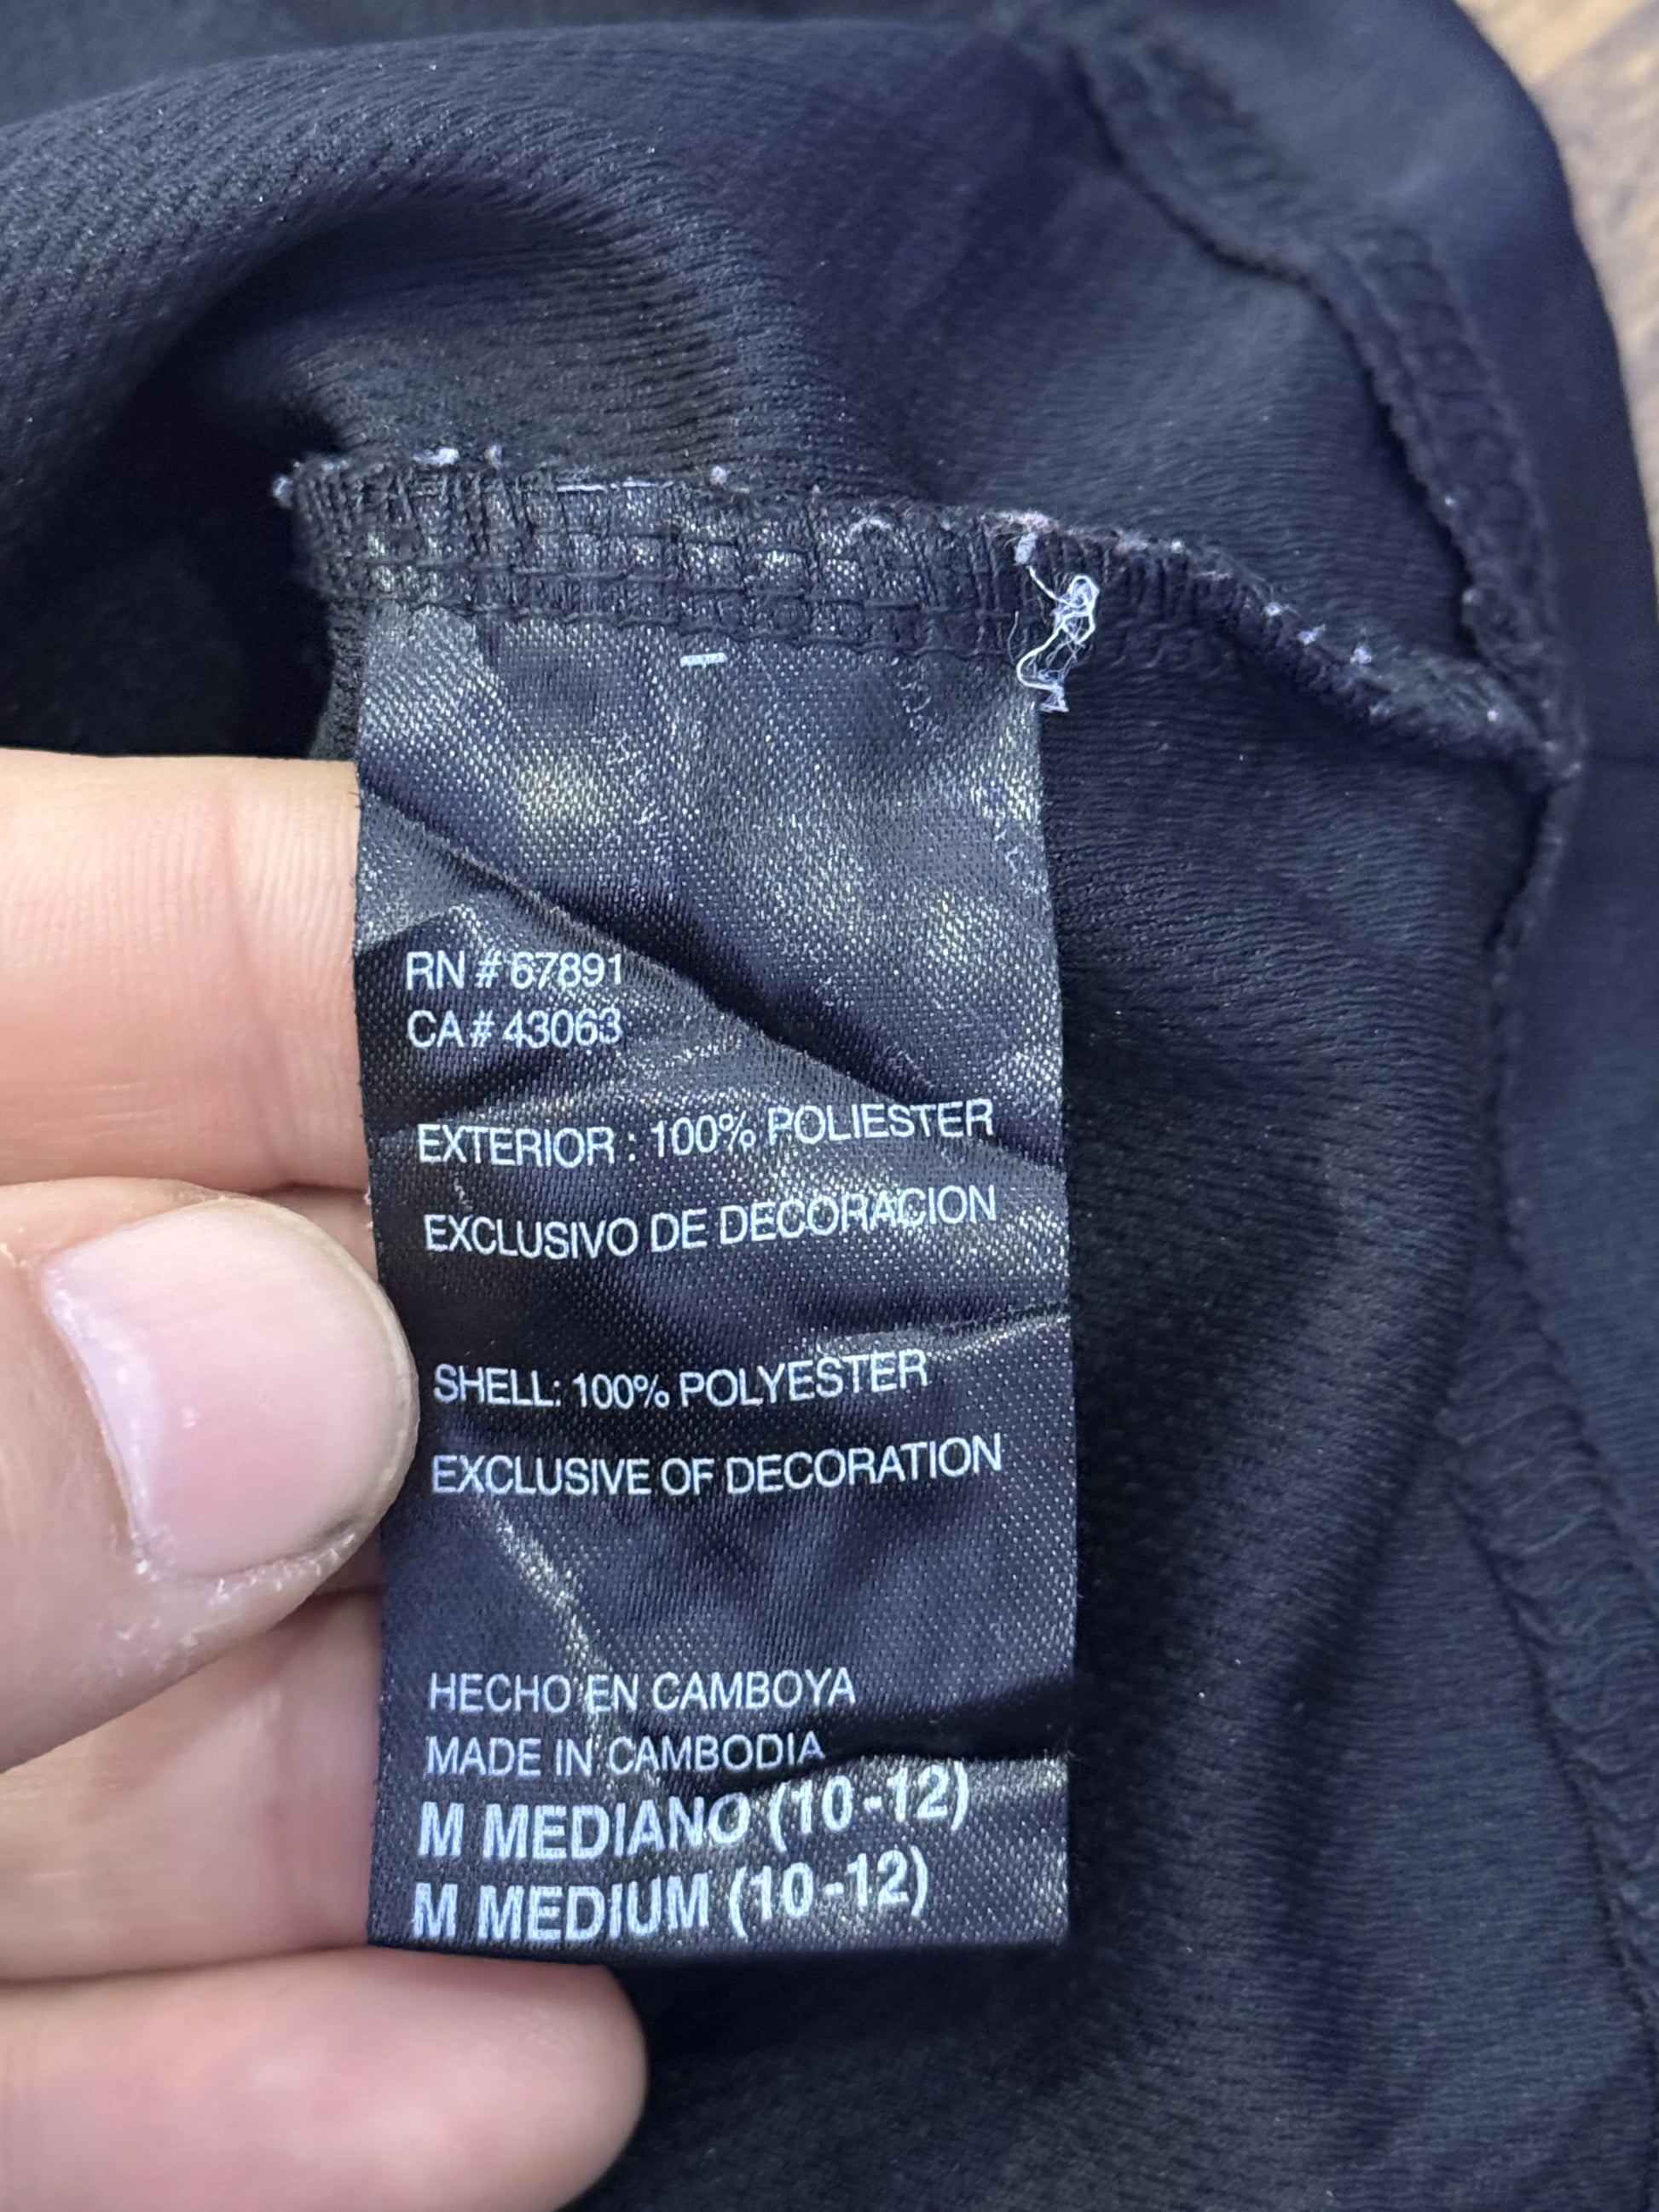 RN # 67891
CA # 43063
EXTERIOR : 100% POLIESTER
EXCLUSIVO DE DECORACION
SHELL: 100% POLYESTER
EXCLUSIVE OF DECORATION
HECHO EN CAMBOYA
MADE IN CAMBODIA
M MEDIANO (10-12)
M MEDIUM (10-12)